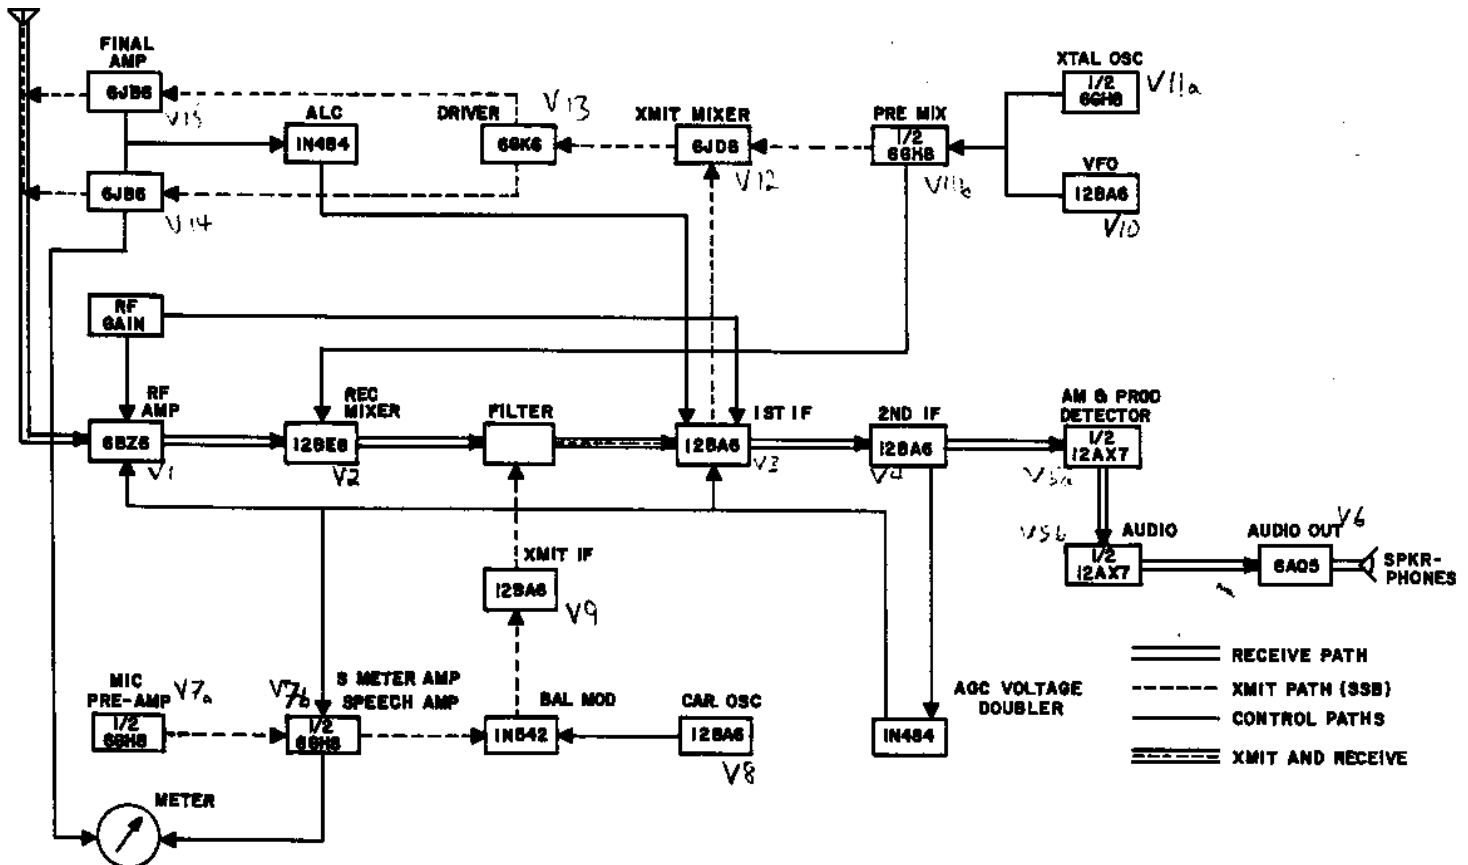 FINAL
AMP
6JB6
V15
ALC
1N484
DRIVER
V13
6GK6
XMIT MIXER
6JD6
V12
PRE MIX
1/2
6GH8
V11b
XTAL OSC
1/2
6GH8
V11a
VFO
12BA6
V10
6JB6
V14
RF
GAIN
RF
AMP
6BZ6
V1
REC
MIXER
12BE6
V2
FILTER
1ST IF
12BA6
V3
2ND IF
12BA6
V4
AM & PROD
DETECTOR
1/2
12AX7
V5a
V5b
AUDIO
1/2
12AX7
AUDIO OUT
V6
6AQ5
SPKR-
PHONES
XMIT IF
12BA6
V9
MIC
PRE-AMP
V7a
1/2
6GH8
V7b
S METER AMP
SPEECH AMP
1/2
6GH8
BAL MOD
1N542
CAR. OSC
12BA6
V8
AGC VOLTAGE
DOUBLER
1N484
RECEIVE PATH
XMIT PATH (SSB)
CONTROL PATHS
XMIT AND RECEIVE
METER